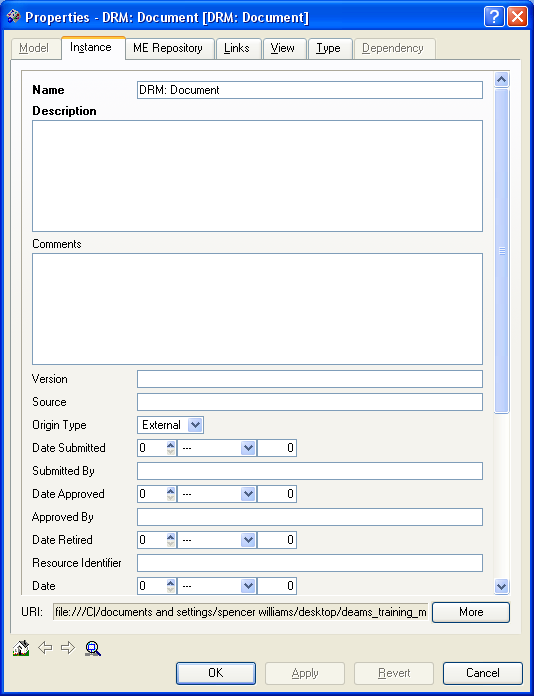 Properties - DRM: Document [DRM: Document]
Model Instance ME Repository Links View Type Dependency
Name DRM: Document
Description
Comments
Version
Source
Origin Type External
Date Submitted 0 --- 0
Submitted By
Date Approved 0 --- 0
Approved By
Date Retired 0 --- 0
Resource Identifier
Date 0 --- 0
URI: file:///C|/documents and settings/spencer williams/desktop/deams_training_m More
OK Apply Revert Cancel